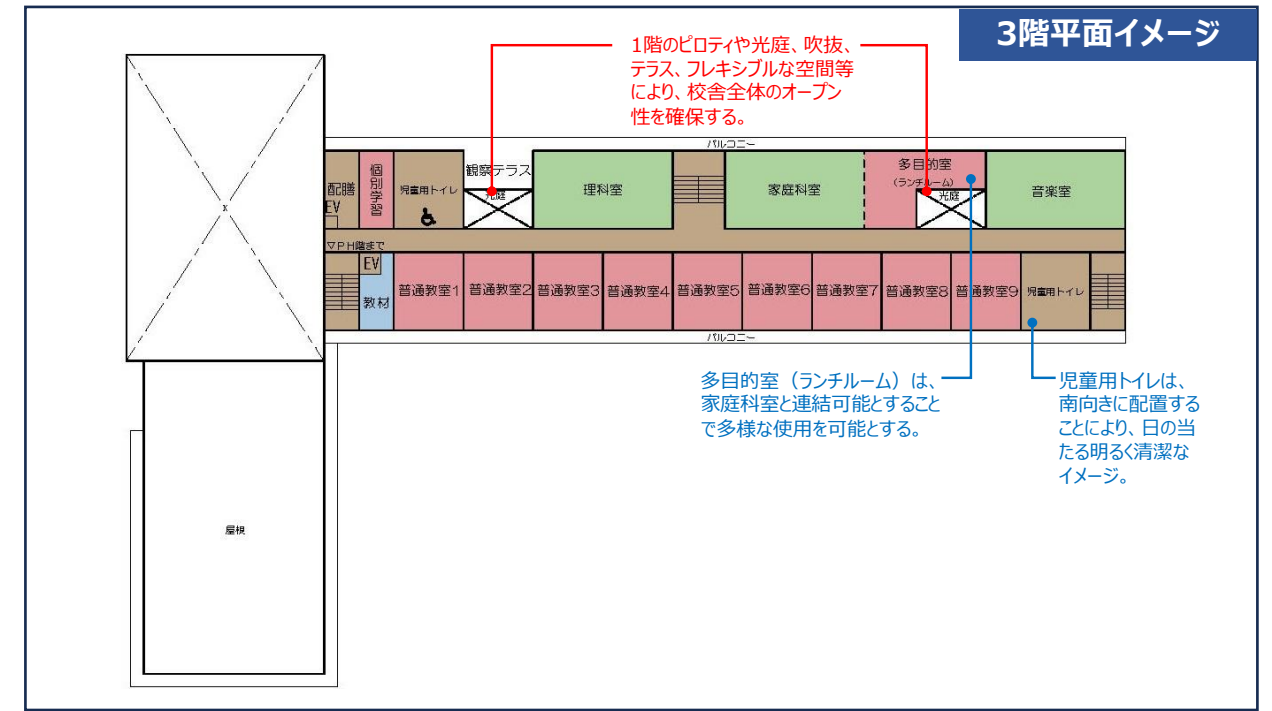 3階平面イメージ
1階のピロティや光庭、吹抜、
テラス、フレキシブルな空間等
により、校舎全体のオープン
性を確保する。
バルコニー
配膳
EV
個別学習
児童用トイレ
観察テラス
光庭
理科室
家庭科室
多目的室
(ランチルーム)
光庭
音楽室
▽PH階まで
EV
教材
普通教室1
普通教室2
普通教室3
普通教室4
普通教室5
普通教室6
普通教室7
普通教室8
普通教室9
児童用トイレ
バルコニー
x
多目的室（ランチルーム）は、
家庭科室と連結可能とすること
で多様な使用を可能とする。
児童用トイレは、
南向きに配置する
ことにより、日の当
たる明るく清潔な
イメージ。
屋根